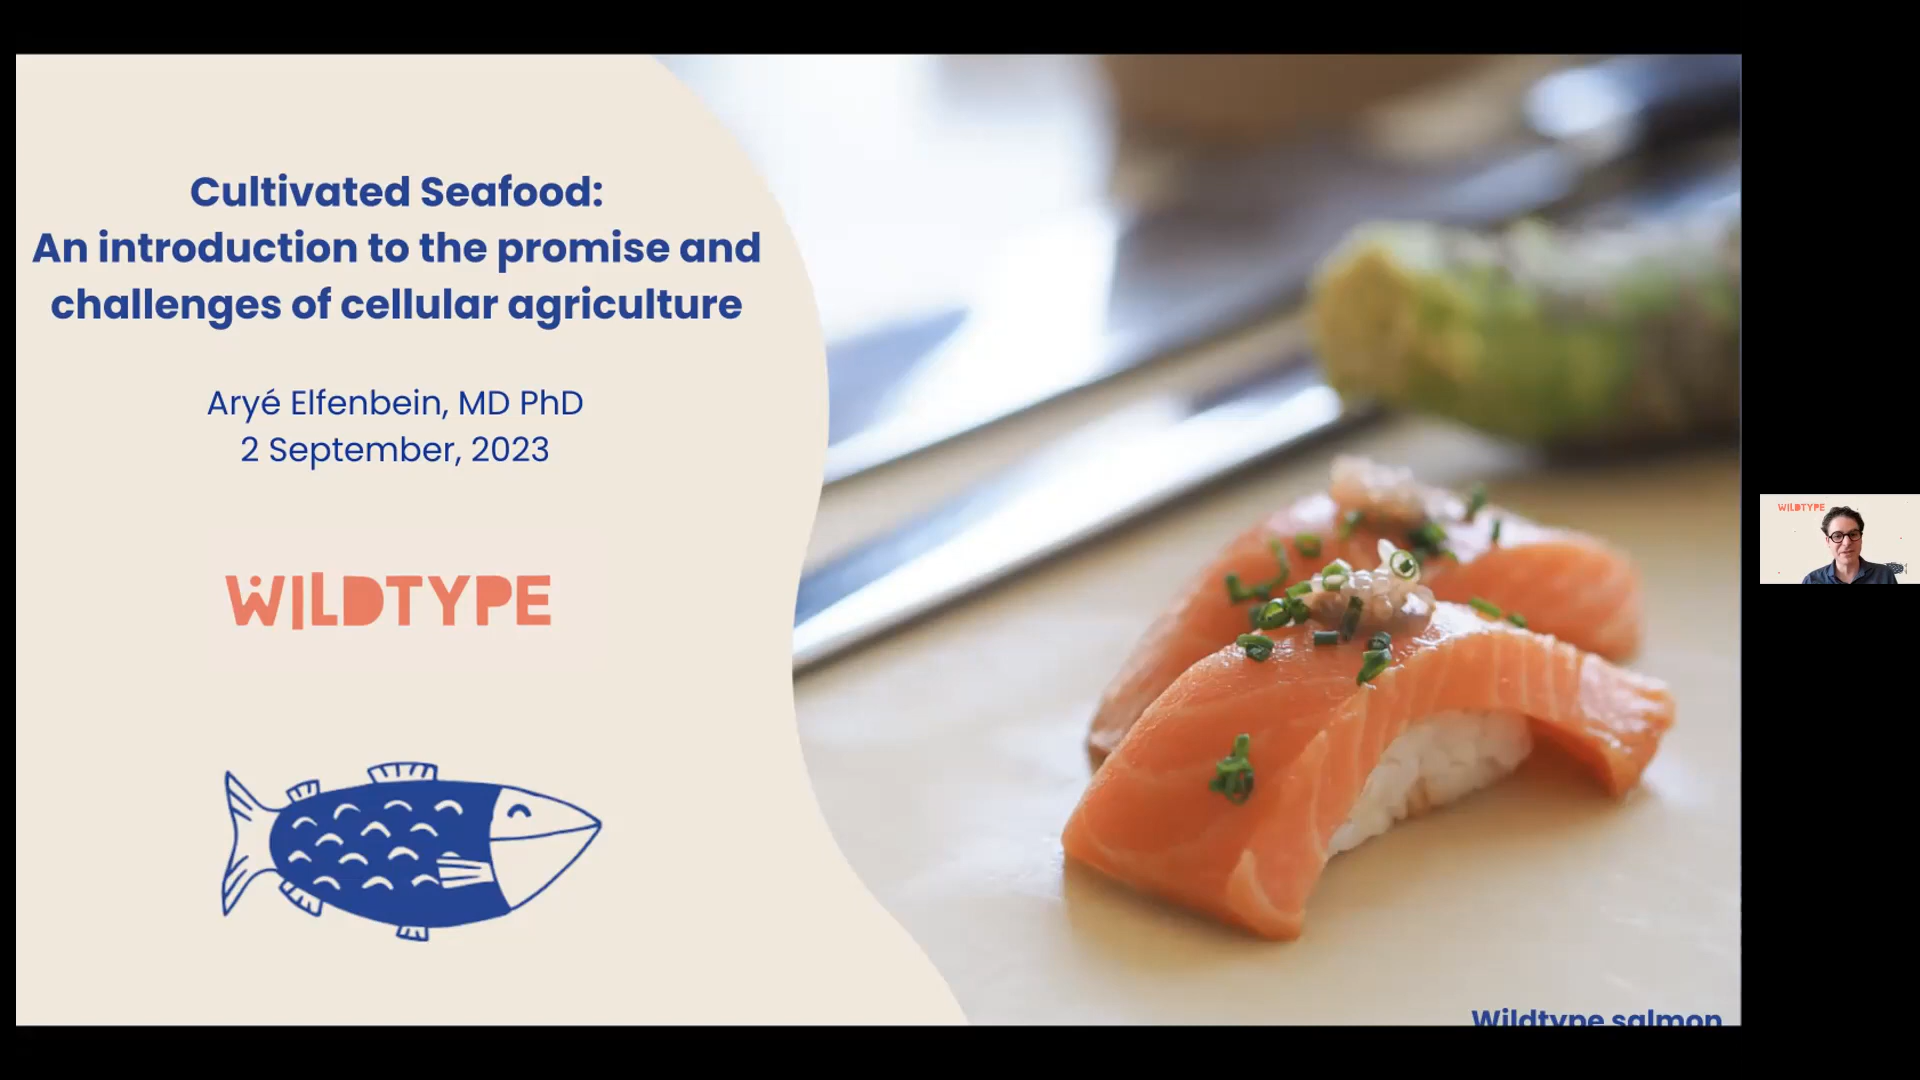 Cultivated Seafood:
An introduction to the promise and
challenges of cellular agriculture
Aryé Elfenbein, MD PhD
2 September, 2023
WILDTYPE
Wildtype salmon
WILDTYPE